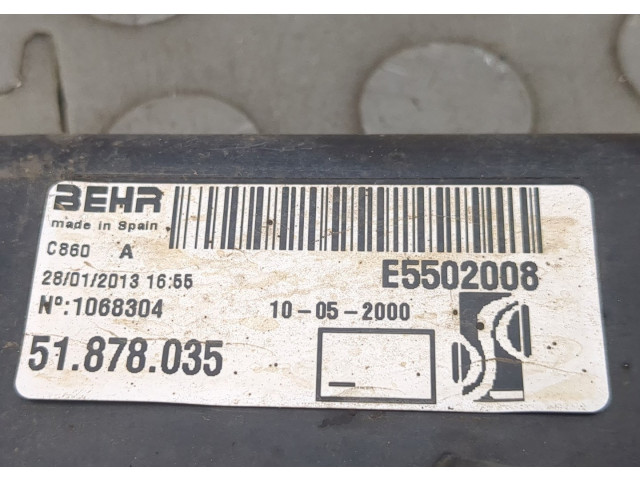 BEHR
made in Spain
C860 A
28/01/2013 16:55
E5502008
Nº:1068304
10-05-2000
51.878.035